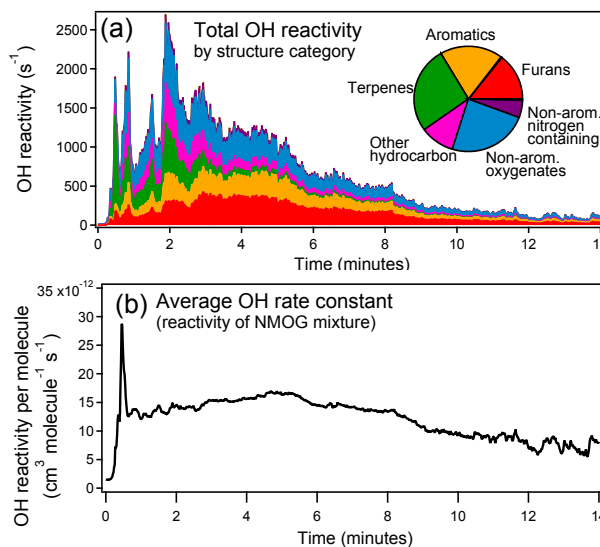 (a)
Total OH reactivity
by structure category
Aromatics
Furans
Terpenes
Non-arom.
nitrogen
containing
Other
hydrocarbon
Non-arom.
oxygenates
OH reactivity (s⁻¹)
2500
2000
1500
1000
500
0
0 2 4 6 8 10 12 14
Time (minutes)
(b)
Average OH rate constant
(reactivity of NMOG mixture)
OH reactivity per molecule
(cm³ molecule⁻¹ s⁻¹)
35 x10⁻¹²
30
25
20
15
10
5
0
0 2 4 6 8 10 12 14
Time (minutes)